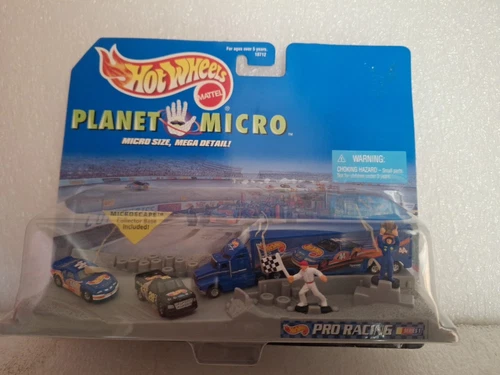 For ages over 5 years.
HOT WHEELS
MATTEL
PLANET MICRO
MICRO SIZE, MEGA DETAIL!
WARNING:
CHOKING HAZARD - Small parts
Not for children under 3 years.
MICROSCAPE™
Collector Base
Included!
PRO RACING